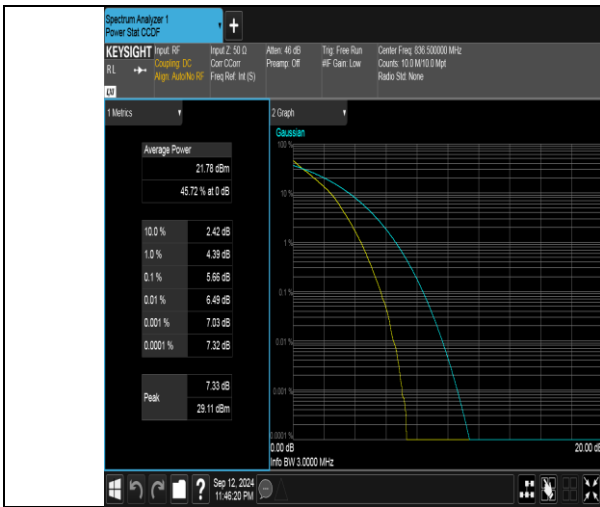 Spectrum Analyzer 1
Power Stat CCDF
+
KEYSIGHT Input: RF Input Z: 50 Ω Atten: 46 dB Trig: Free Run Center Freq: 836.500000 MHz
RL Coupling: DC Corr CCorr Preamp: Off #IF Gain: Low Counts: 10.0 M/10.0 Mpt
Align: Auto/No RF Freq Ref: Int (S) Radio Std: None
LXI
1 Metrics
Average Power
21.78 dBm
45.72 % at 0 dB
10.0 % 2.42 dB
1.0 % 4.39 dB
0.1 % 5.66 dB
0.01 % 6.49 dB
0.001 % 7.03 dB
0.0001 % 7.32 dB
Peak 7.33 dB
29.11 dBm
2 Graph
Gaussian
100 %
10 %
1 %
0.1 %
0.01 %
0.001 %
0.0001 %
0.00 dB 20.00 dB
Info BW 3.0000 MHz
? Sep 12, 2024
11:46:20 PM